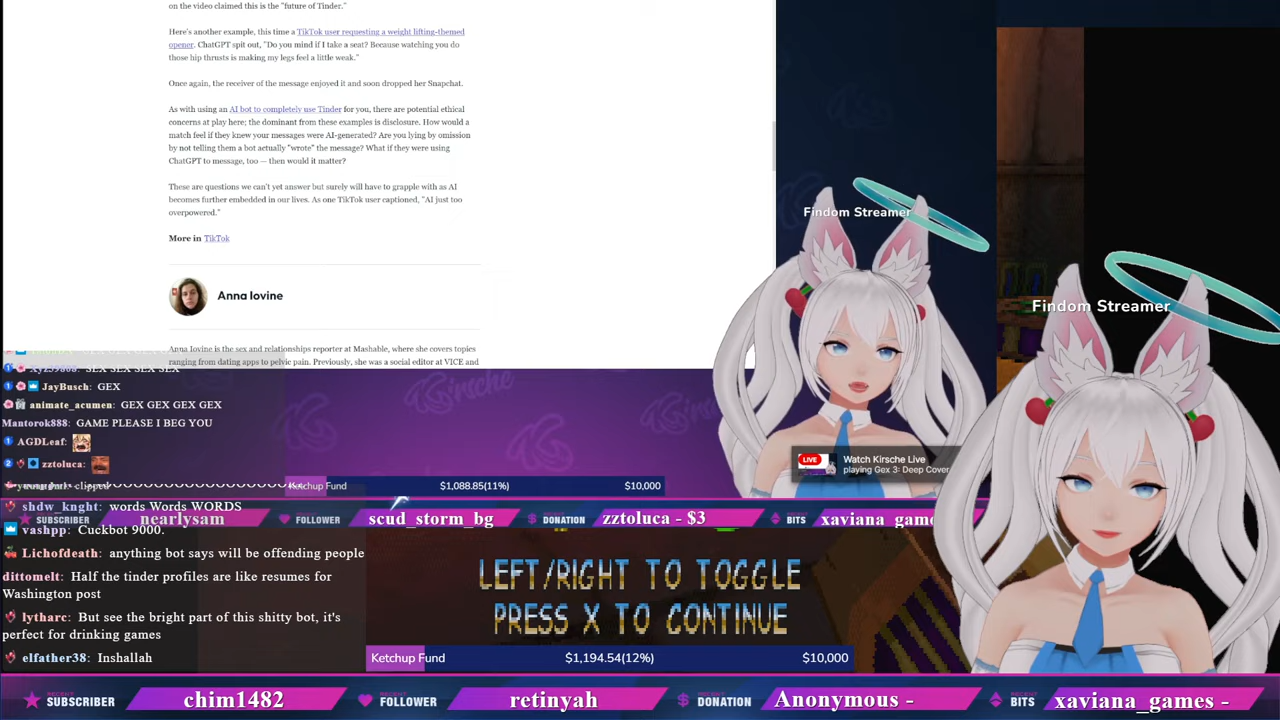 on the video claimed this is the "future of Tinder."
Here's another example, this time a TikTok user requesting a weight lifting-themed
opener. ChatGPT spit out, "Do you mind if I take a seat? Because watching you do
those hip thrusts is making my legs feel a little weak."
Once again, the receiver of the message enjoyed it and soon dropped her Snapchat.
As with using an AI bot to completely use Tinder for you, there are potential ethical
concerns at play here; the dominant from these examples is disclosure. How would a
match feel if they knew your messages were AI-generated? Are you lying by omission
by not telling them a bot actually "wrote" the message? What if they were using
ChatGPT to message, too — then would it matter?
These are questions we can't yet answer but surely will have to grapple with as AI
becomes further embedded in our lives. As one TikTok user captioned, "AI just too
overpowered."
More in TikTok
Anna Iovine
Anna Iovine is the sex and relationships reporter at Mashable, where she covers topics
ranging from dating apps to pelvic pain. Previously, she was a social editor at VICE and
Findom Streamer
Findom Streamer
SEX SEX SEX SEX
JayBusch: GEX
animate_acumen: GEX GEX GEX GEX
Mantorok888: GAME PLEASE I BEG YOU
AGDLeaf:
zztoluca:
Kirsche
LIVE
Watch Kirsche Live
playing Gex 3: Deep Cover
Fund $1,088.85(11%) $10,000
shdw_knght: words Words WORDS
SUBSCRIBER nearlysam FOLLOWER scud_storm_bg RECENT DONATION zztoluca - $3 RECENT BITS
vashpp: Cuckbot 9000.
Lichofdeath: anything bot says will be offending people
dittomelt: Half the tinder profiles are like resumes for
Washington post
lytharc: But see the bright part of this shitty bot, it's
perfect for drinking games
elfather38: Inshallah
LEFT/RIGHT TO TOGGLE
PRESS X TO CONTINUE
Ketchup Fund $1,194.54(12%) $10,000
RECENT SUBSCRIBER chim1482 RECENT FOLLOWER retinyah RECENT DONATION Anonymous - RECENT BITS xaviana_games -